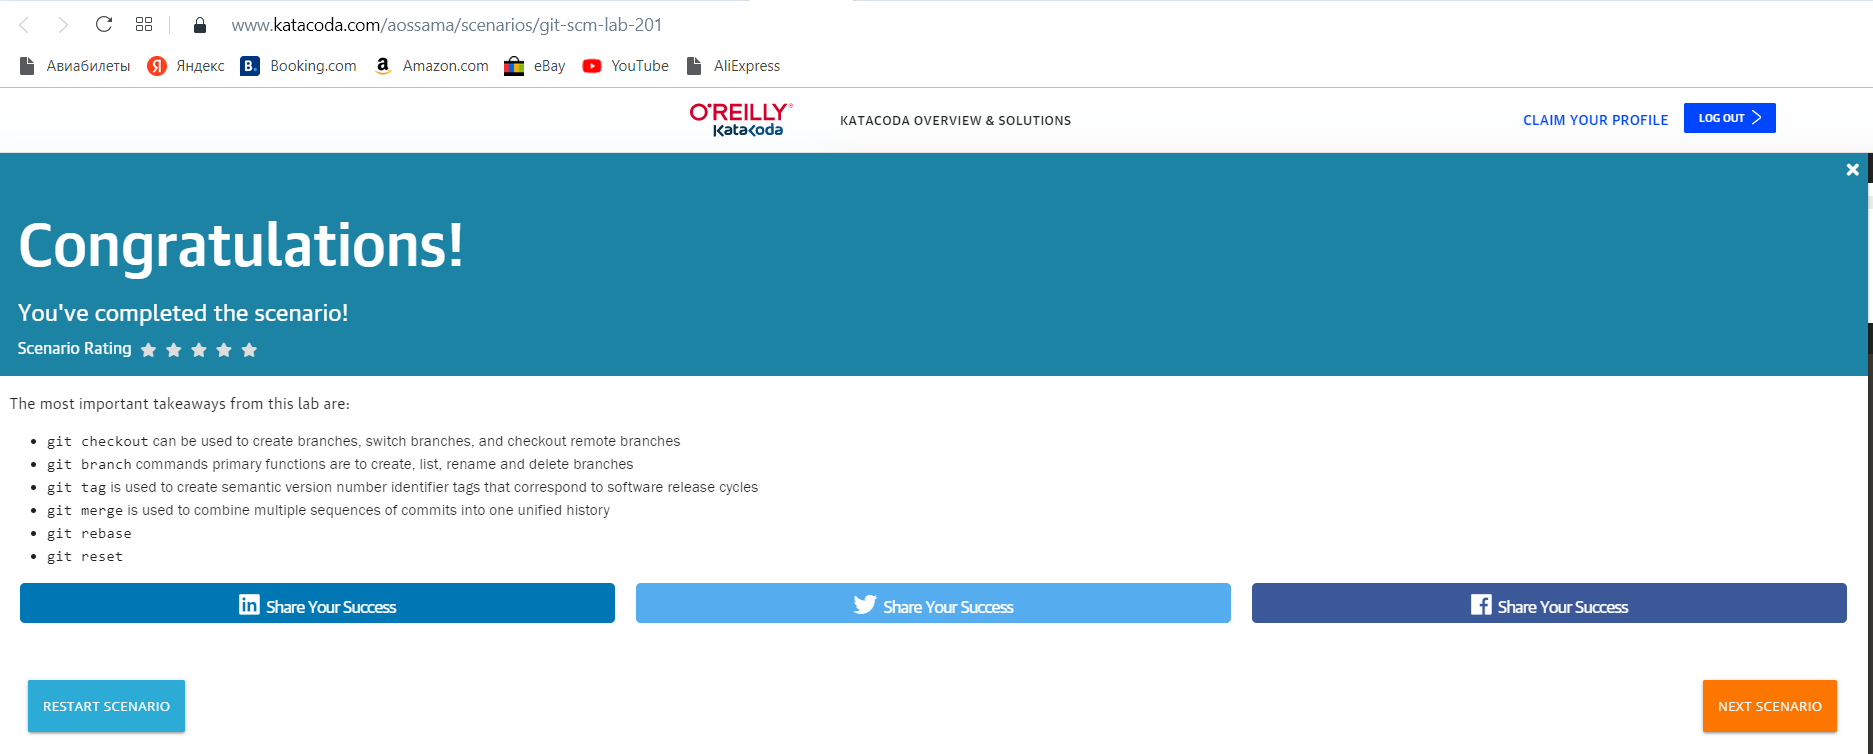 www.katacoda.com/aossama/scenarios/git-scm-lab-201
Авиабилеты Яндекс B. Booking.com a Amazon.com eBay YouTube AliExpress
O'REILLY®
Katacoda
KATACODA OVERVIEW & SOLUTIONS
CLAIM YOUR PROFILE
LOG OUT
Congratulations!
You've completed the scenario!
Scenario Rating
The most important takeaways from this lab are:
• git checkout can be used to create branches, switch branches, and checkout remote branches
• git branch commands primary functions are to create, list, rename and delete branches
• git tag is used to create semantic version number identifier tags that correspond to software release cycles
• git merge is used to combine multiple sequences of commits into one unified history
• git rebase
• git reset
in Share Your Success
Share Your Success
f Share Your Success
RESTART SCENARIO
NEXT SCENARIO